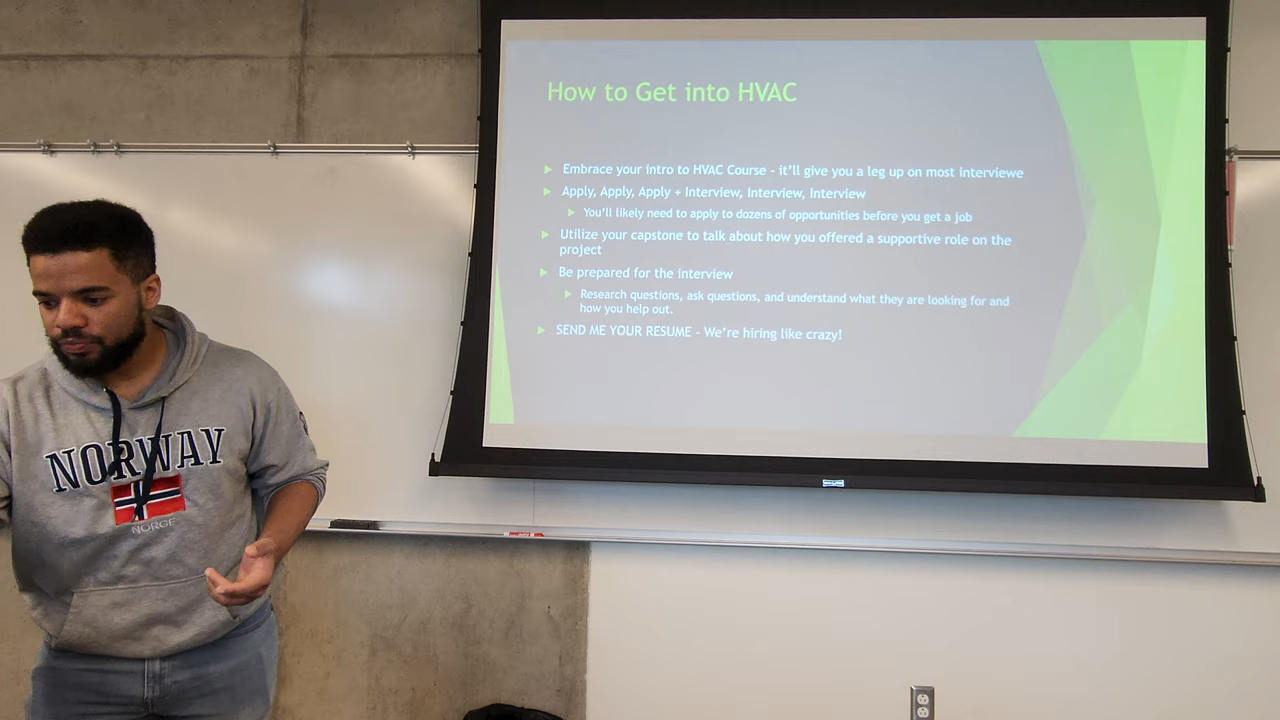 How to Get into HVAC
Embrace your intro to HVAC Course - it'll give you a leg up on most interviewe
Apply, Apply, Apply + Interview, Interview, Interview
You'll likely need to apply to dozens of opportunities before you get a job
Utilize your capstone to talk about how you offered a supportive role on the
project
Be prepared for the interview
Research questions, ask questions, and understand what they are looking for and
how you help out.
SEND ME YOUR RESUME - We're hiring like crazy!
NORWAY
NORGE